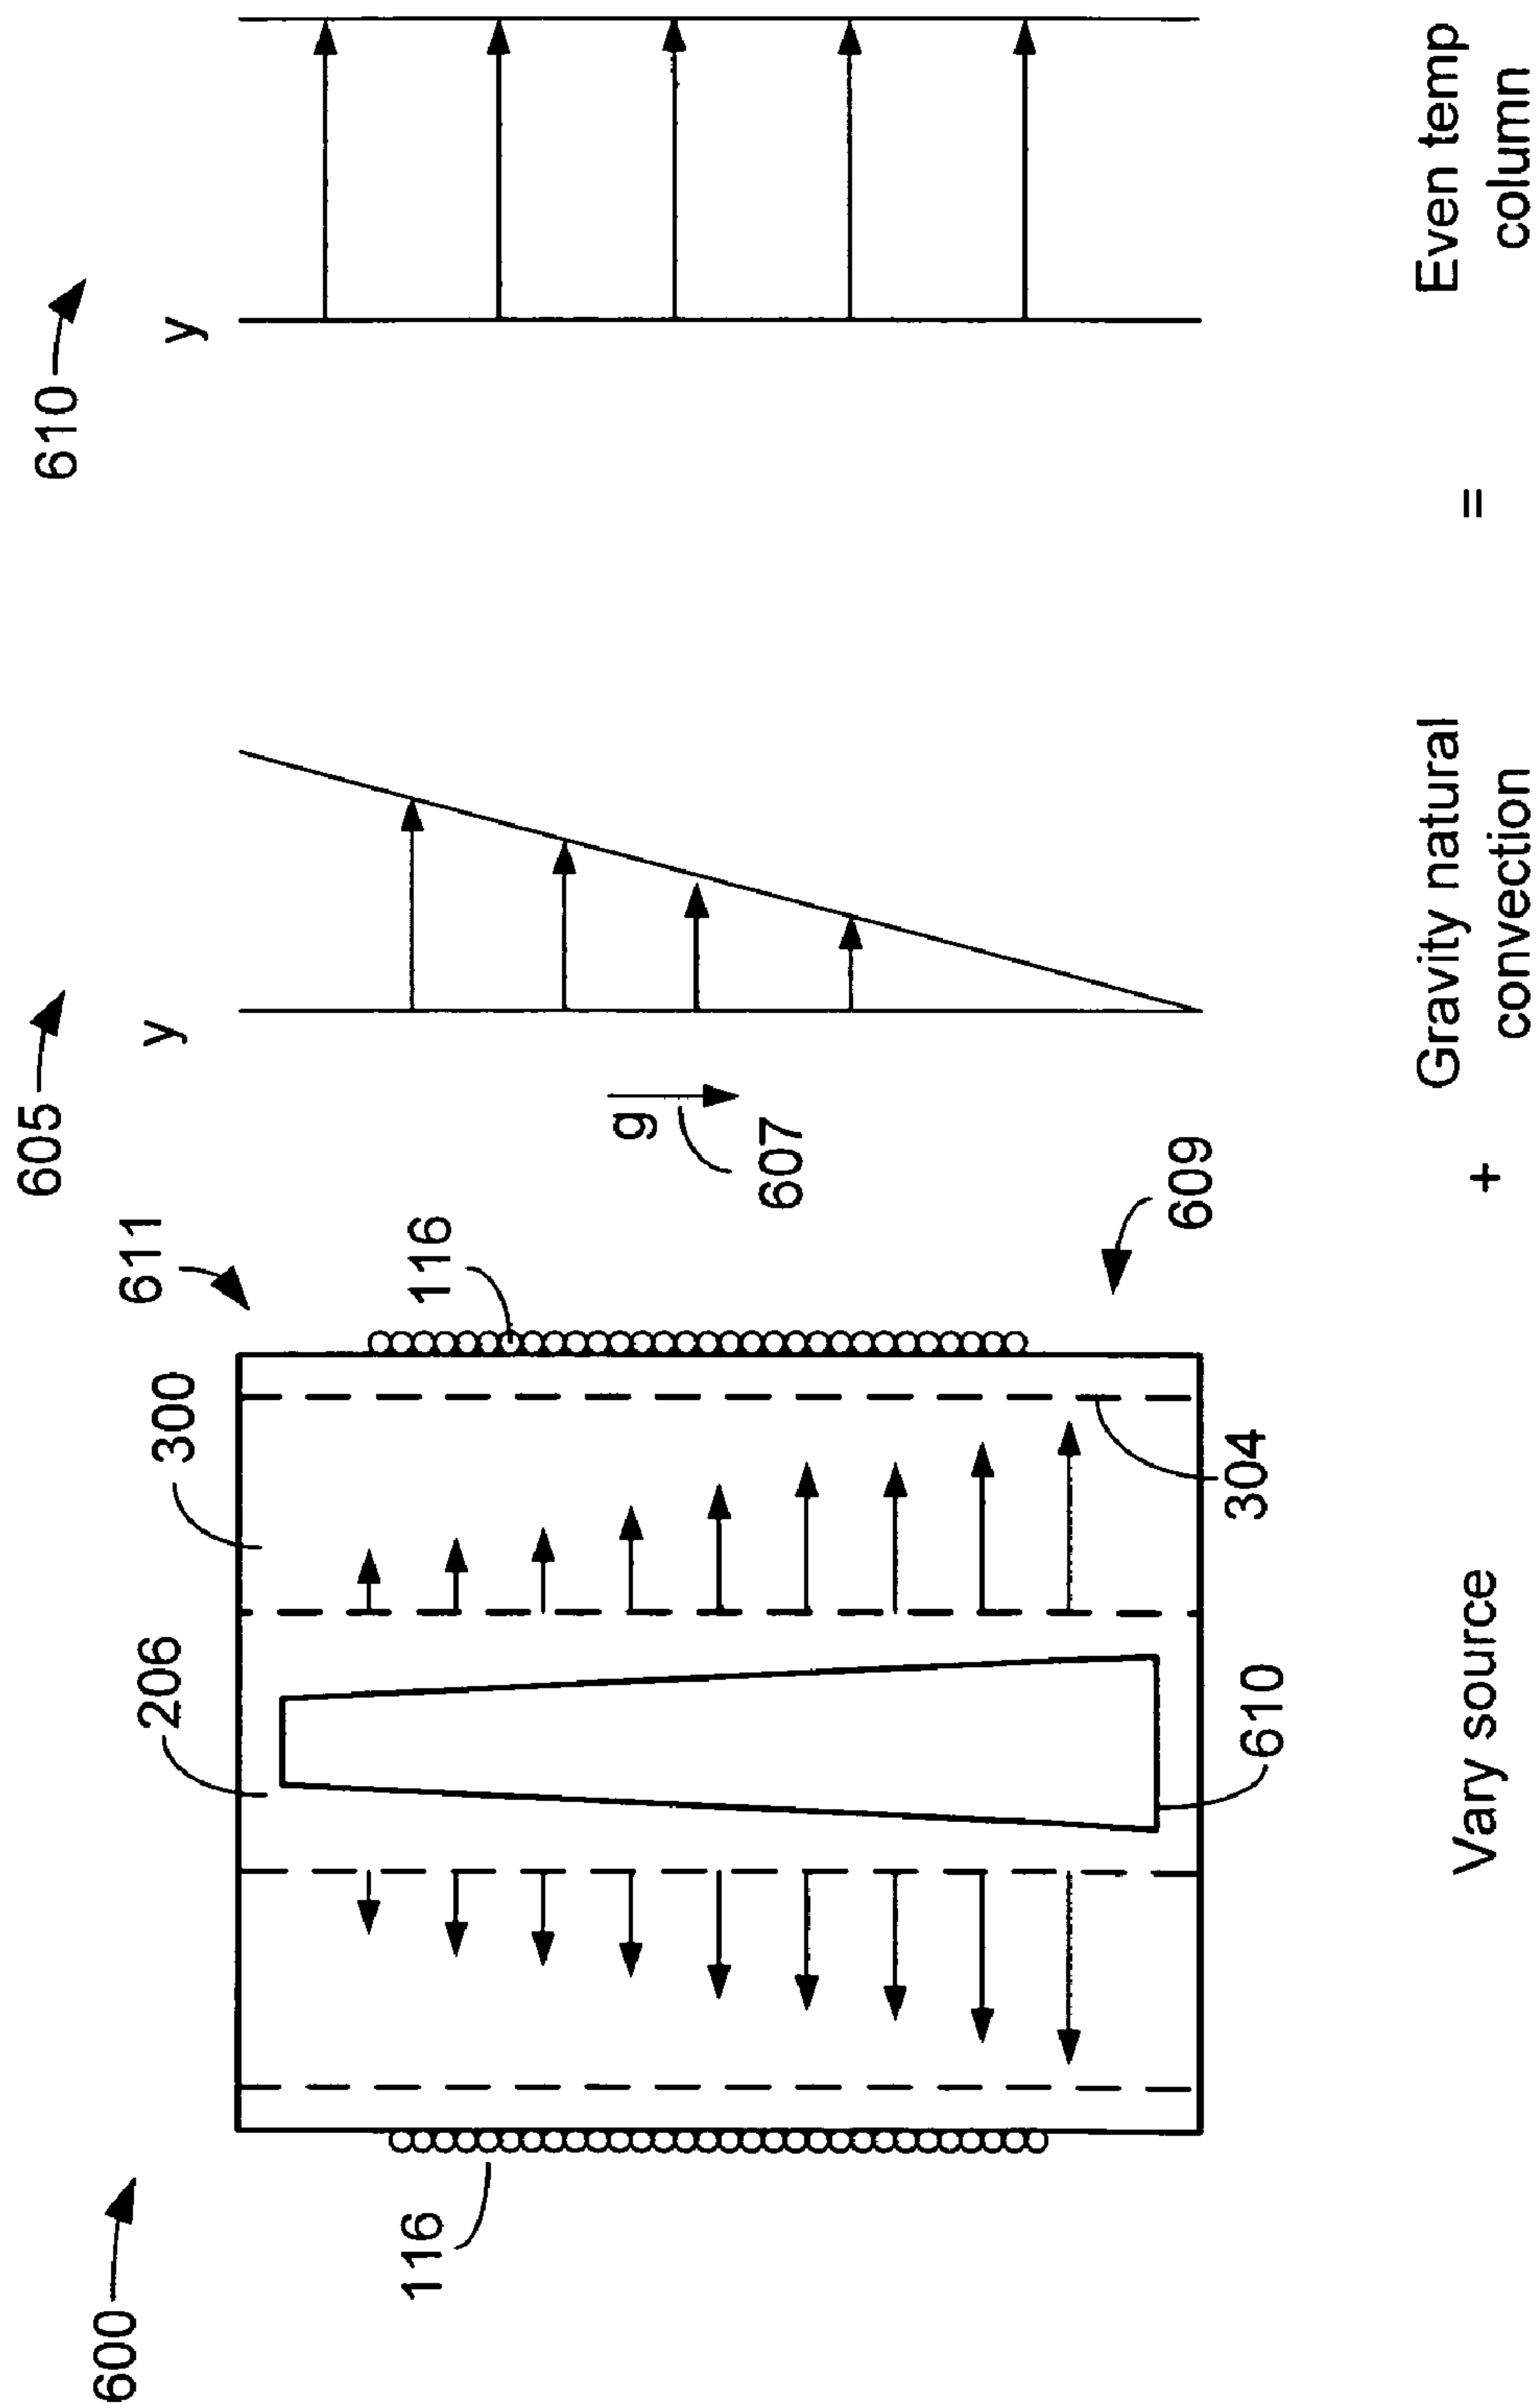 600
206
300
611
605
610
y
y
116
116
g
607
609
610
304
Vary source
+
Gravity natural
convection
=
Even temp
column